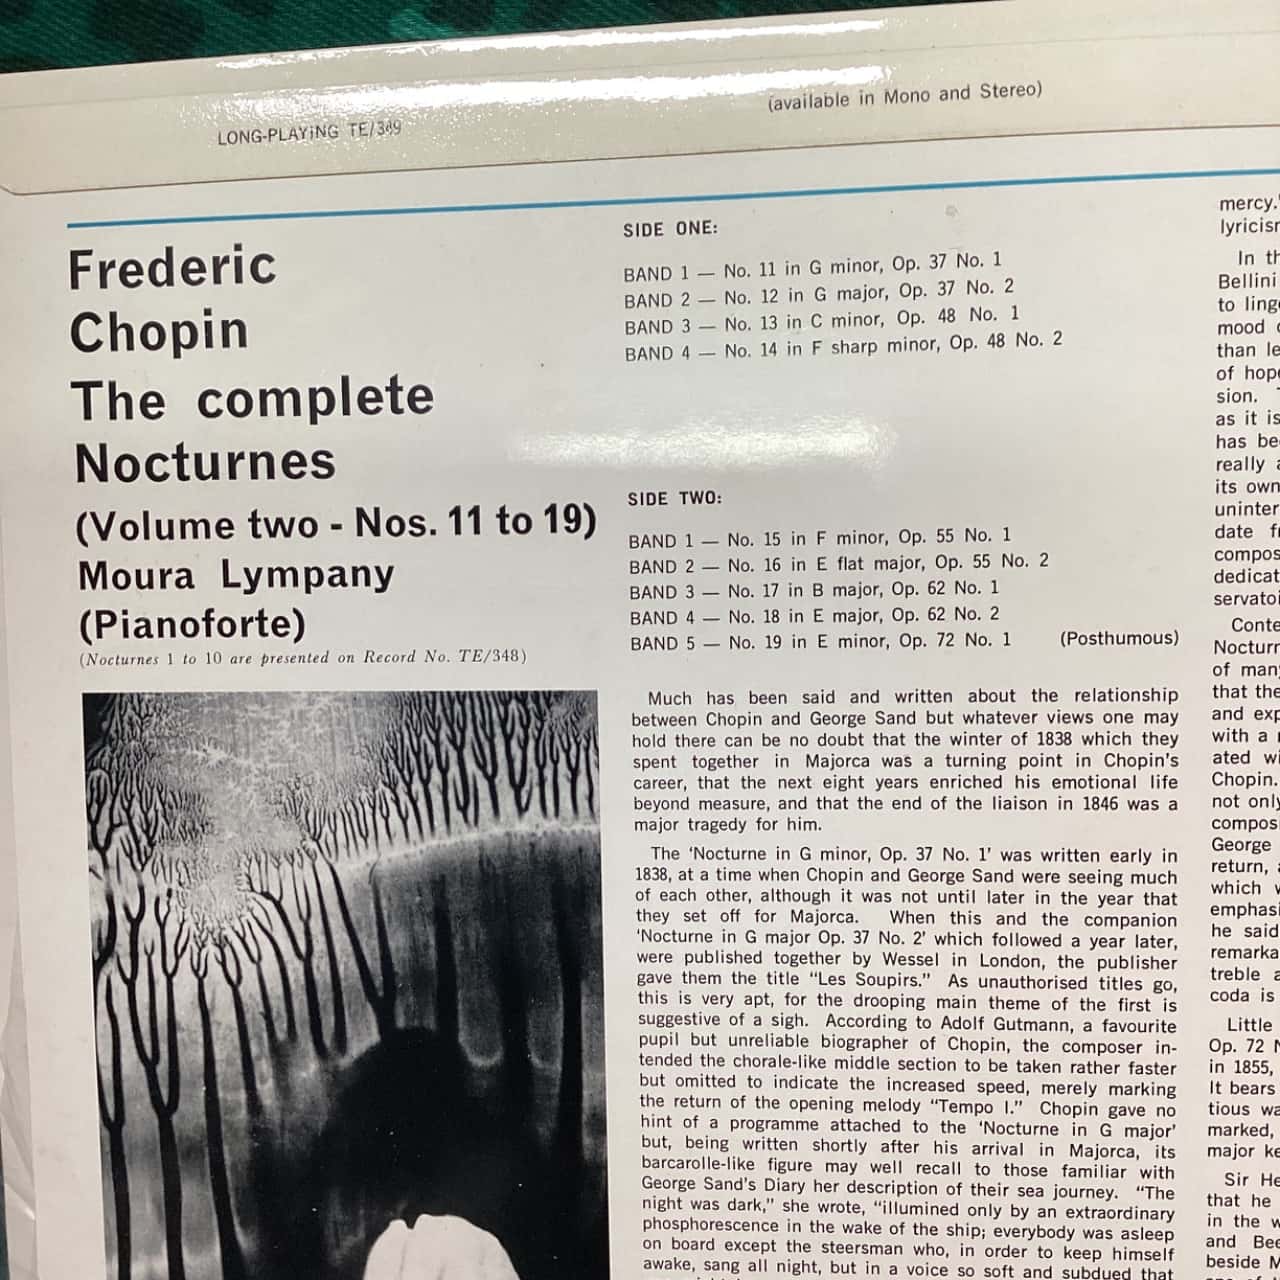 LONG-PLAYING TE/349
(available in Mono and Stereo)
Frederic
Chopin
The complete
Nocturnes
(Volume two - Nos. 11 to 19)
Moura Lympany
(Pianoforte)
(Nocturnes 1 to 10 are presented on Record No. TE/348)
SIDE ONE:
BAND 1 — No. 11 in G minor, Op. 37 No. 1
BAND 2 — No. 12 in G major, Op. 37 No. 2
BAND 3 — No. 13 in C minor, Op. 48 No. 1
BAND 4 — No. 14 in F sharp minor, Op. 48 No. 2
SIDE TWO:
BAND 1 — No. 15 in F minor, Op. 55 No. 1
BAND 2 — No. 16 in E flat major, Op. 55 No. 2
BAND 3 — No. 17 in B major, Op. 62 No. 1
BAND 4 — No. 18 in E major, Op. 62 No. 2
BAND 5 — No. 19 in E minor, Op. 72 No. 1 (Posthumous)
Much has been said and written about the relationship
between Chopin and George Sand but whatever views one may
hold there can be no doubt that the winter of 1838 which they
spent together in Majorca was a turning point in Chopin's
career, that the next eight years enriched his emotional life
beyond measure, and that the end of the liaison in 1846 was a
major tragedy for him.
The 'Nocturne in G minor, Op. 37 No. 1' was written early in
1838, at a time when Chopin and George Sand were seeing much
of each other, although it was not until later in the year that
they set off for Majorca. When this and the companion
'Nocturne in G major Op. 37 No. 2' which followed a year later,
were published together by Wessel in London, the publisher
gave them the title "Les Soupirs." As unauthorised titles go,
this is very apt, for the drooping main theme of the first is
suggestive of a sigh. According to Adolf Gutmann, a favourite
pupil but unreliable biographer of Chopin, the composer in-
tended the chorale-like middle section to be taken rather faster
but omitted to indicate the increased speed, merely marking
the return of the opening melody "Tempo I." Chopin gave no
hint of a programme attached to the 'Nocturne in G major'
but, being written shortly after his arrival in Majorca, its
barcarolle-like figure may well recall to those familiar with
George Sand's Diary her description of their sea journey. "The
night was dark," she wrote, "illumined only by an extraordinary
phosphorescence in the wake of the ship; everybody was asleep
on board except the steersman who, in order to keep himself
awake, sang all night, but in a voice so soft and subdued that
mercy.'
lyricis
In th
Bellini
to ling
mood
than le
of hop
sion.
as it is
has be
really a
its own
uninter
date f
compos
dedicat
servatoi
Conte
Nocturn
of man
that the
and exp
with a
ated wi
Chopin.
not only
compos
George
return,
which
emphasi
he said
remarka
treble a
coda is
Little
Op. 72 N
in 1855,
It bears
tious wa
marked,
major ke
Sir He
that he
in the w
and Bee
beside M